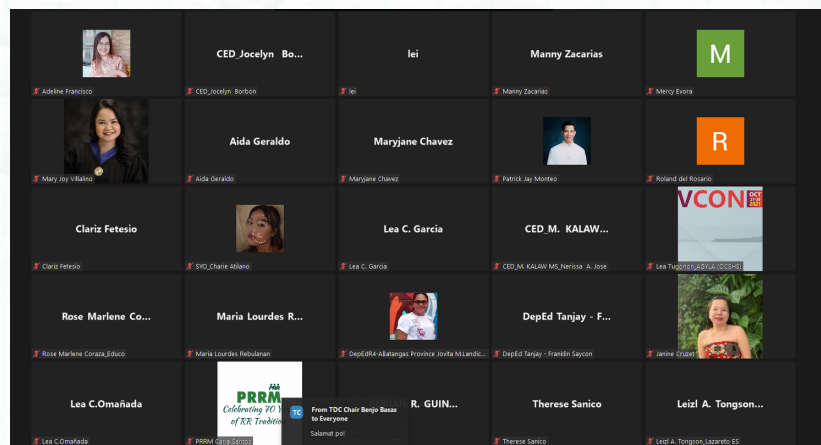 CED_Jocelyn Bo...
lei
Manny Zacarias
M
Adeline Francisco
CED_Jocelyn Borbon
lei
Manny Zacarias
Mercy Evora
Aida Geraldo
Maryjane Chavez
R
Mary Joy Villalino
Aida Geraldo
Maryjane Chavez
Patrick Jay Monteo
Roland del Rosario
VCON OCT
27-29
2021
Clariz Fetesio
Lea C. Garcia
CED_M. KALAW...
Clariz Fetesio
SYO_Charie Atilano
Lea C. Garcia
CED_M. KALAW MS_Nerissa A. Jose
Lea Tugonon_AGYLA (OCSHS)
Rose Marlene Co...
Maria Lourdes R...
DepEd Tanjay - F...
Rose Marlene Coraza_Educo
Maria Lourdes Rebulanan
DepEdR4-ABatangas Province Jovita M.Landic...
DepEd Tanjay - Franklin Saycon
Janine Cruzet
Lea C.Omañada
PRRM
Celebrating 70 Y
of RR Traditio
R. GUIN...
Therese Sanico
Leizl A. Tongson...
TC
From TDC Chair Benjo Basas
to Everyone
Salamat po!
Lea C.Omañada
PRRM Carla Santos
Therese Sanico
Leizl A. Tongson_Lazareto ES